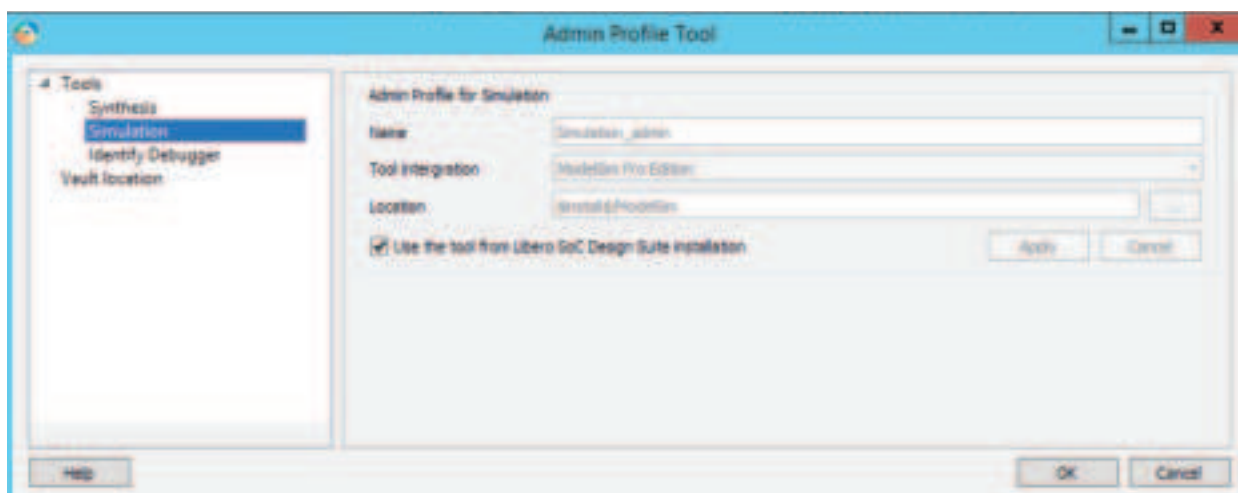 Admin Profile Tool
Tools
Synthesis
Simulation
Identify Debugger
Vault location
Admin Profile for Simulation
Name Simulation_admin
Tool intergration ModelSim Pro Edition
Location
Use the tool from Libero SoC Design Suite installation
Apply Cancel
Help OK Cancel